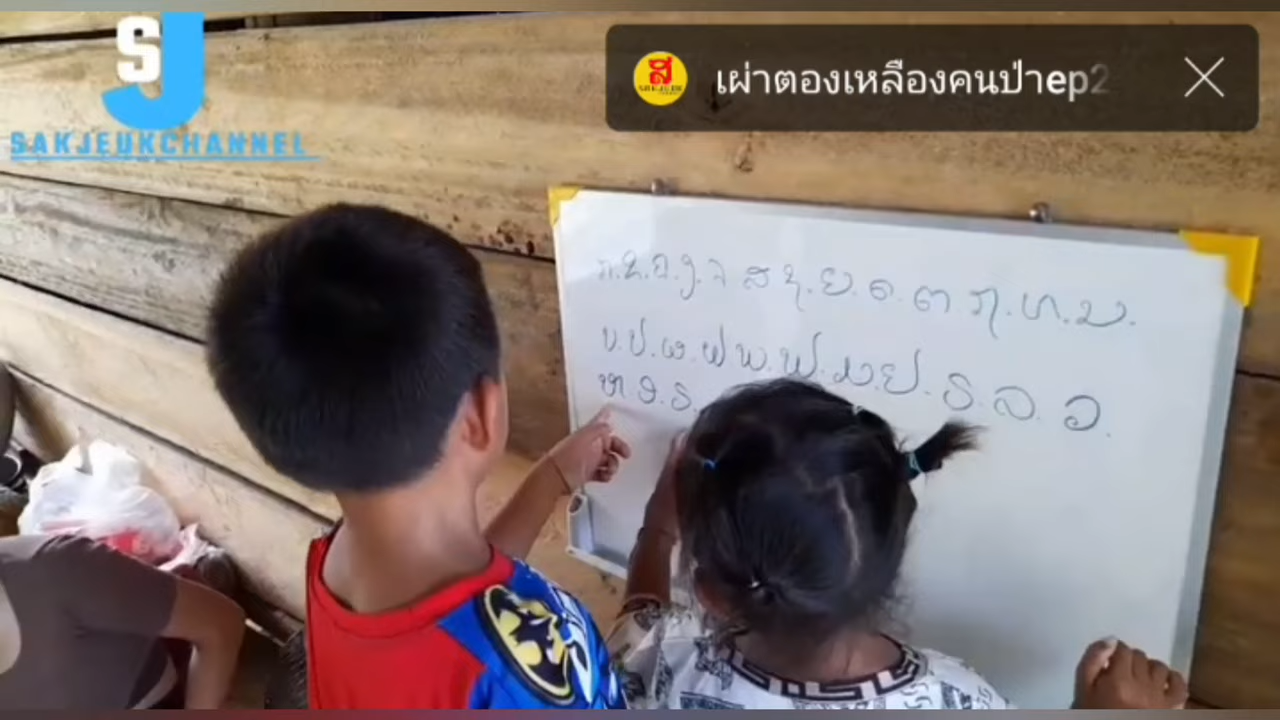 SJ
SAKJEUKCHANNEL
ส
เผ่าตองเหลืองคนป่าep2
ກ.ຂ.ຄ.ງ.ຈ ສ ຊ.ຍ.ດ.ຕ ຖ.ທ.ນ.
ບ.ປ.ຜ.ຝ.ພ.ຟ.ມ.ຢ.ຣ.ລ.ວ.
ຫ.ອ.ຮ.